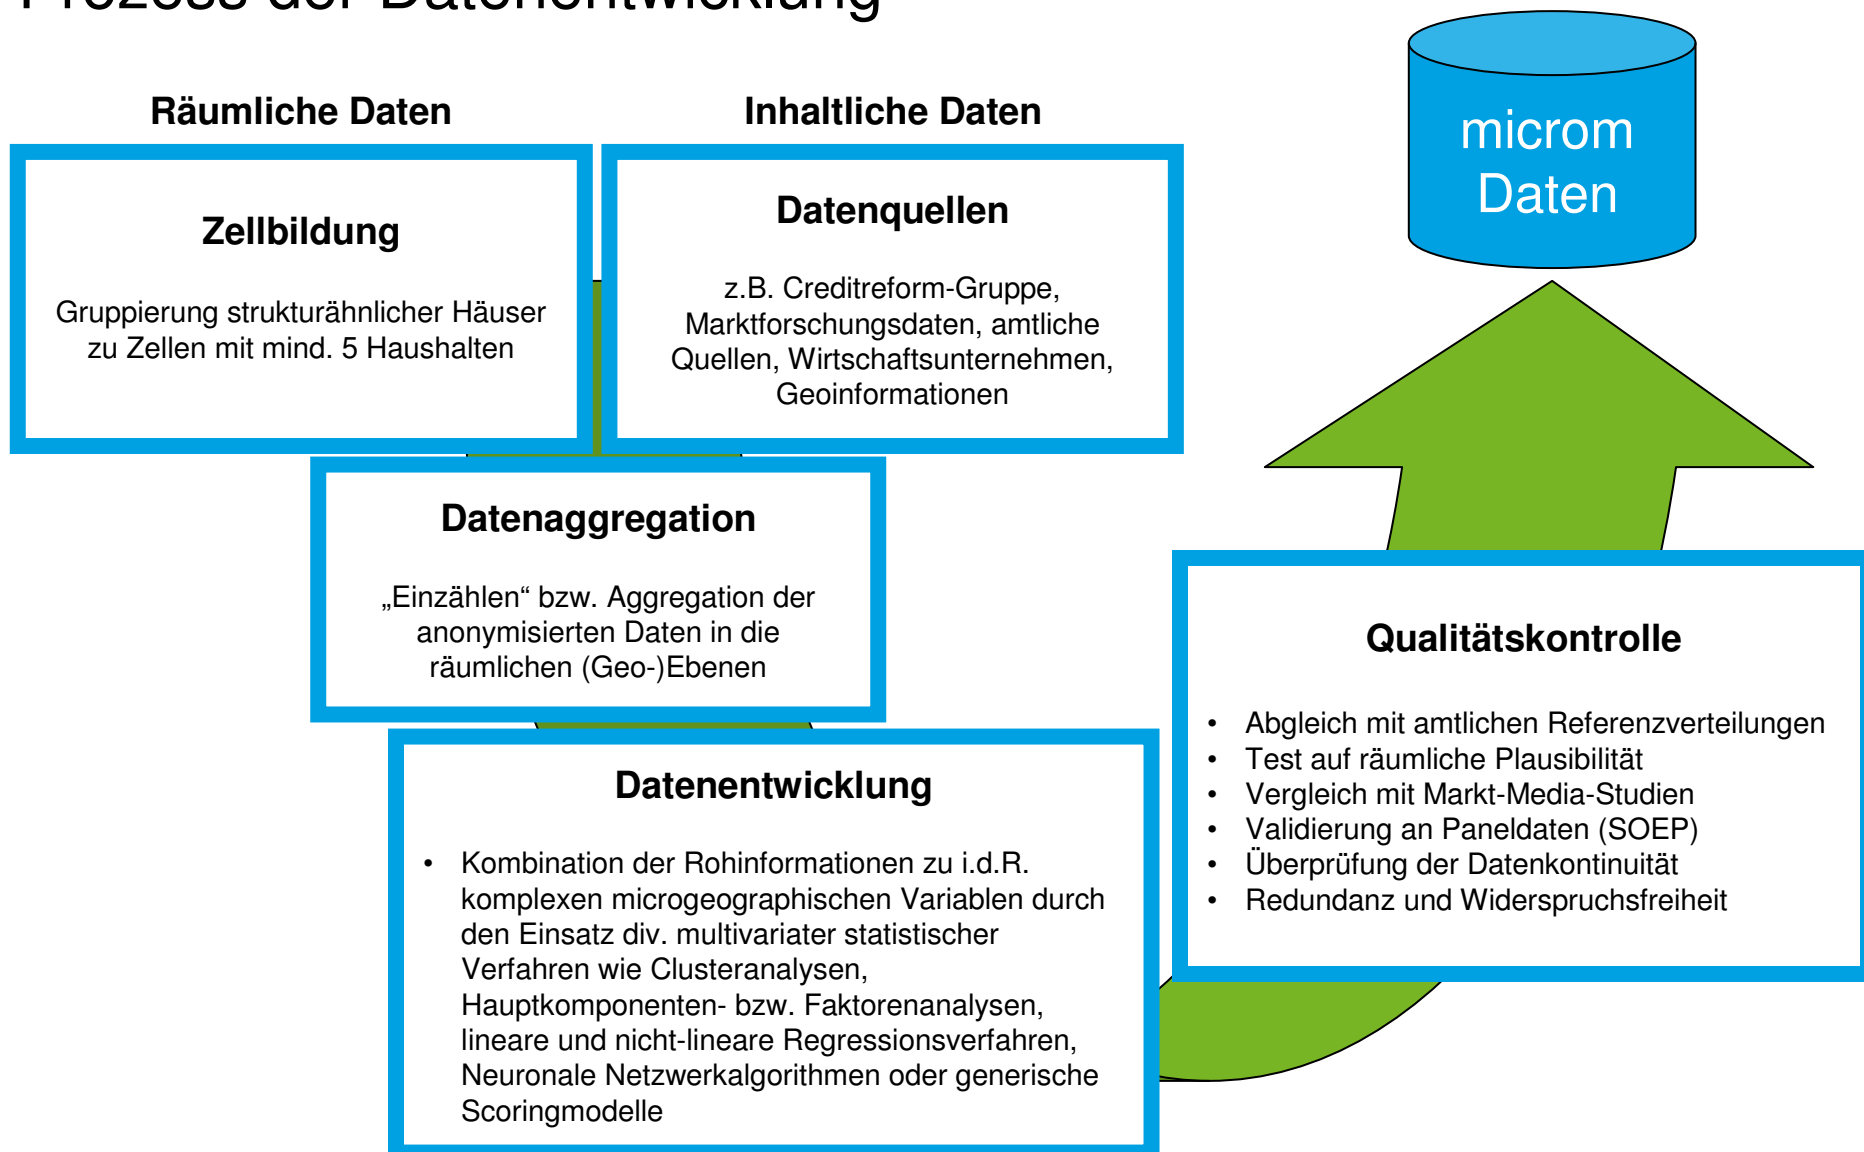 Prozess der Datenentwicklung
Räumliche Daten
Zellbildung
Gruppierung strukturähnlicher Häuser
zu Zellen mit mind. 5 Haushalten
Inhaltliche Daten
Datenquellen
z.B. Creditreform-Gruppe,
Marktforschungsdaten, amtliche
Quellen, Wirtschaftsunternehmen,
Geoinformationen
Datenaggregation
„Einzählen“ bzw. Aggregation der
anonymisierten Daten in die
räumlichen (Geo-)Ebenen
Datenentwicklung
• Kombination der Rohinformationen zu i.d.R.
komplexen microgeographischen Variablen durch
den Einsatz div. multivariater statistischer
Verfahren wie Clusteranalysen,
Hauptkomponenten- bzw. Faktorenanalysen,
lineare und nicht-lineare Regressionsverfahren,
Neuronale Netzwerkalgorithmen oder generische
Scoringmodelle
Qualitätskontrolle
• Abgleich mit amtlichen Referenzverteilungen
• Test auf räumliche Plausibilität
• Vergleich mit Markt-Media-Studien
• Validierung an Paneldaten (SOEP)
• Überprüfung der Datenkontinuität
• Redundanz und Widerspruchsfreiheit
microm
Daten